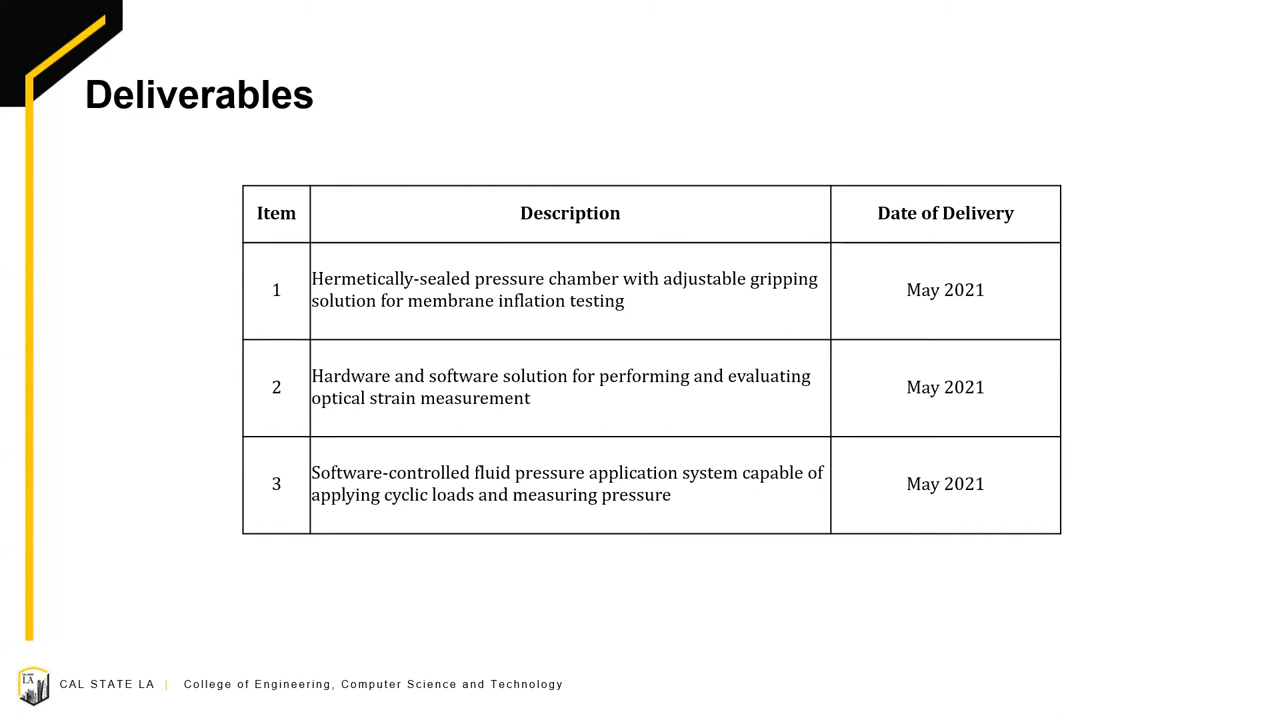 Deliverables
Item Description Date of Delivery
1 Hermetically-sealed pressure chamber with adjustable gripping
solution for membrane inflation testing May 2021
2 Hardware and software solution for performing and evaluating
optical strain measurement May 2021
3 Software-controlled fluid pressure application system capable of
applying cyclic loads and measuring pressure May 2021
LA
CAL STATE LA | College of Engineering, Computer Science and Technology